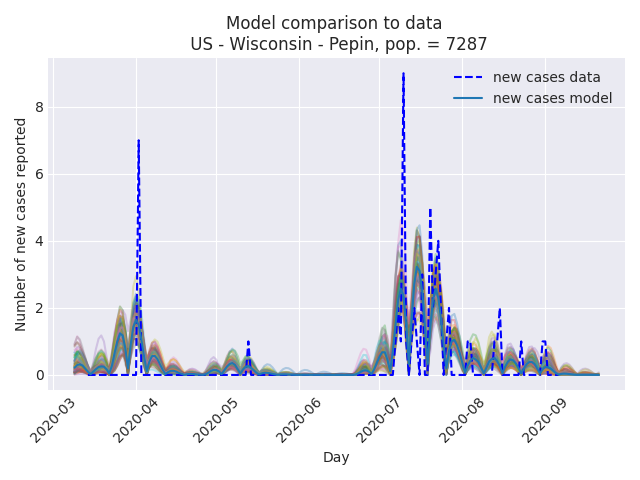 Model comparison to data
US - Wisconsin - Pepin, pop. = 7287
new cases data
new cases model
Number of new cases reported
8
6
4
2
0
2020-03
2020-04
2020-05
2020-06
2020-07
2020-08
2020-09
Day